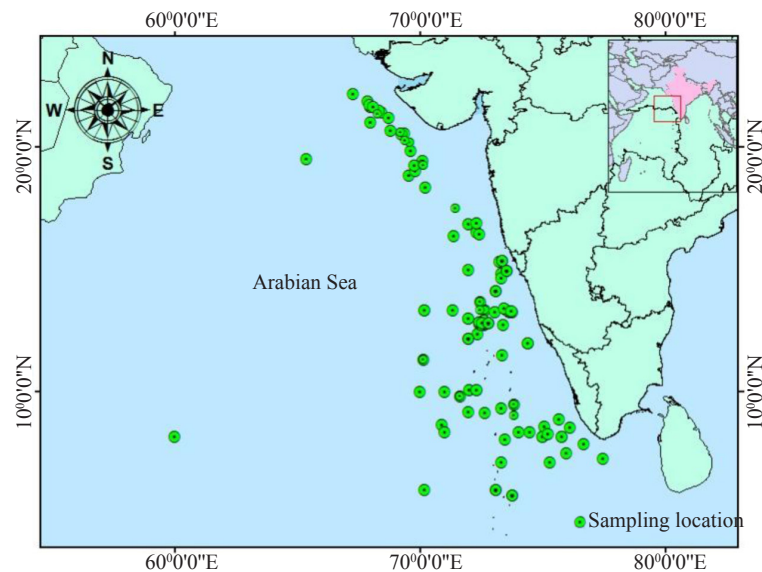 60⁰0'0"E 70⁰0'0"E 80⁰0'0"E
N
W E
S
20⁰0'0"N 20⁰0'0"N
Arabian Sea
10⁰0'0"N 10⁰0'0"N
Sampling location
60⁰0'0"E 70⁰0'0"E 80⁰0'0"E